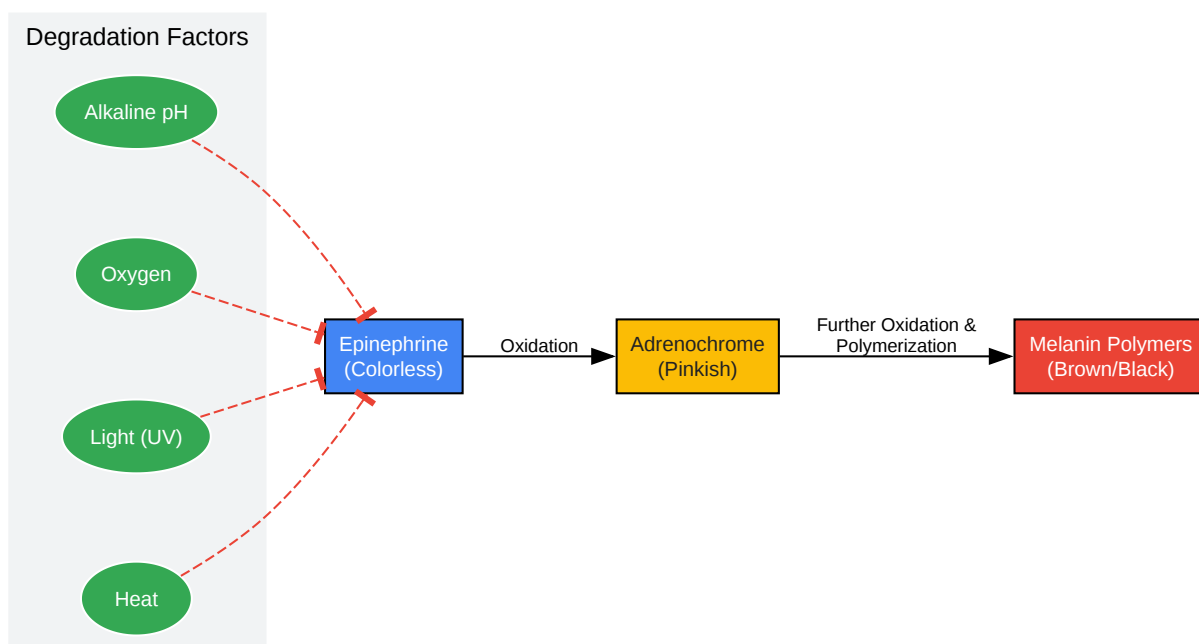 Degradation Factors
Alkaline pH
Oxygen
Light (UV)
Heat
Epinephrine
(Colorless)
Oxidation
Adrenochrome
(Pinkish)
Further Oxidation &
Polymerization
Melanin Polymers
(Brown/Black)